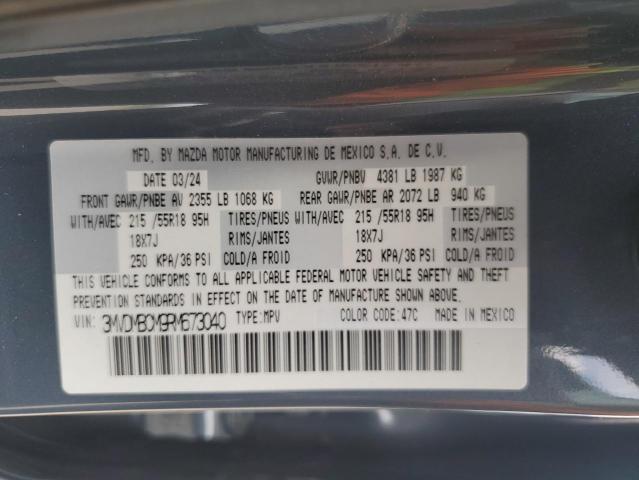 MFD. BY MAZDA MOTOR MANUFACTURING DE MEXICO S.A. DE C.V.
DATE 03/24 GVWR/PNBV 4381 LB 1987 KG
FRONT GAWR/PNBE AV 2355 LB 1068 KG REAR GAWR/PNBE AR 2072 LB 940 KG
WITH/AVEC 215 /55R18 95H TIRES/PNEUS WITH/AVEC 215 /55R18 95H TIRES/PNEUS
18X7J RIMS/JANTES 18X7J RIMS/JANTES
250 KPA/36 PSI COLD/A FROID 250 KPA/36 PSI COLD/A FROID
THIS VEHICLE CONFORMS TO ALL APPLICABLE FEDERAL MOTOR VEHICLE SAFETY AND THEFT
PREVENTION STANDARDS IN EFFECT ON THE DATE OF MANUFACTURE SHOWN ABOVE.
VIN: 3MVDMBCM9RM673040 TYPE:MPV COLOR CODE: 47C MADE IN MEXICO